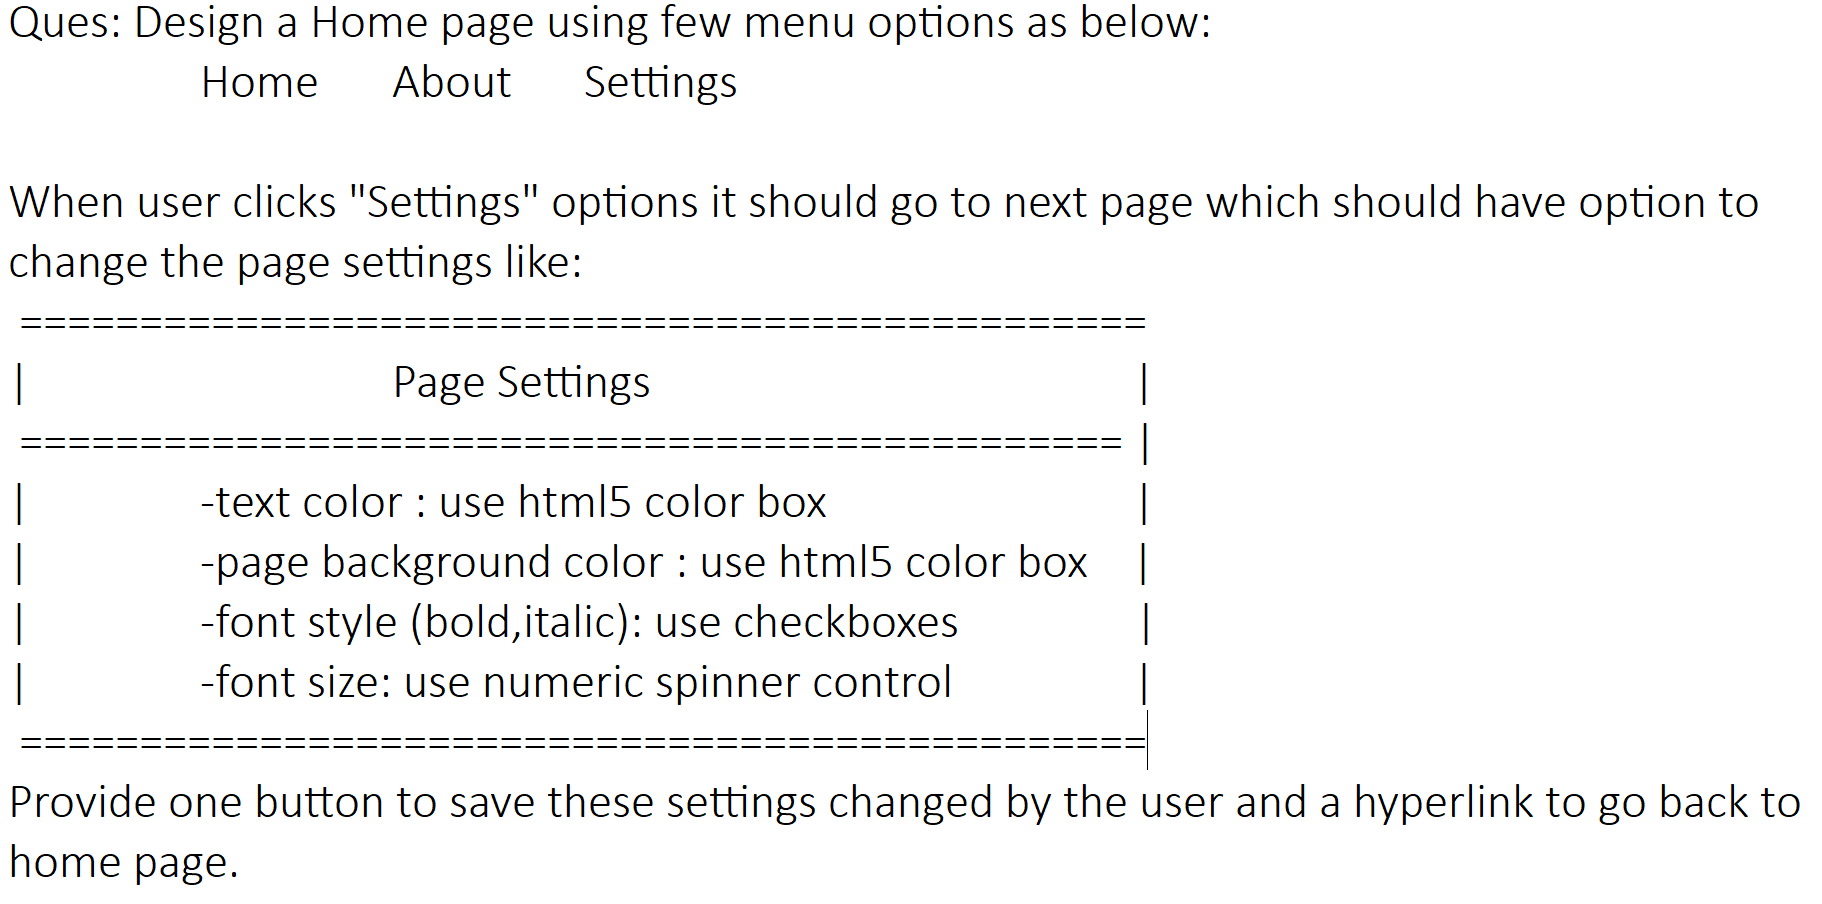 Ques: Design a Home page using few menu options as below:
Home About Settings
When user clicks "Settings" options it should go to next page which should have option to
change the page settings like:
===============================================
| Page Settings |
============================================== |
| -text color : use html5 color box |
| -page background color : use html5 color box |
| -font style (bold,italic): use checkboxes |
| -font size: use numeric spinner control |
===============================================
Provide one button to save these settings changed by the user and a hyperlink to go back to
home page.